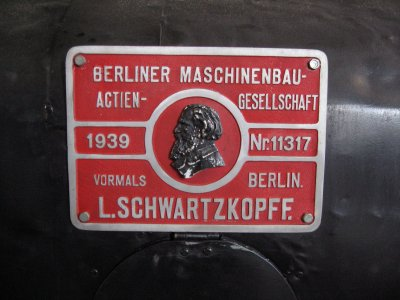 BERLINER MASCHINENBAU-
ACTIEN- GESELLSCHAFT
1939 Nr.11317
VORMALS BERLIN.
L.SCHWARTZKOPFF.